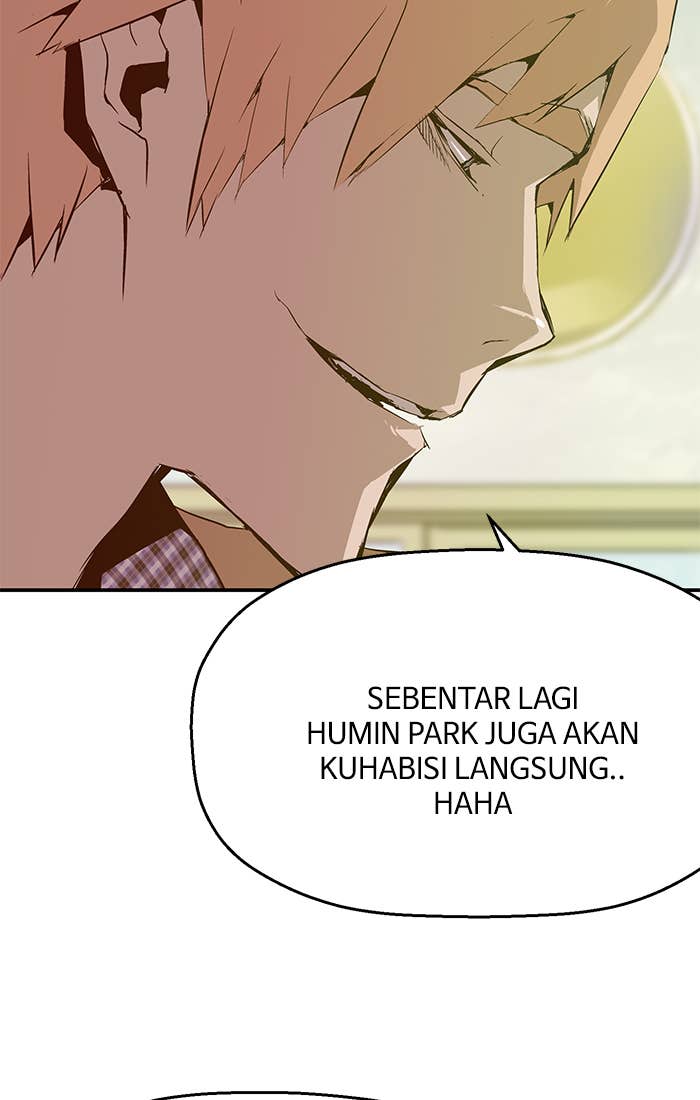 SEBENTAR LAGI
HUMIN PARK JUGA AKAN
KUHABISI LANGSUNG..
HAHA